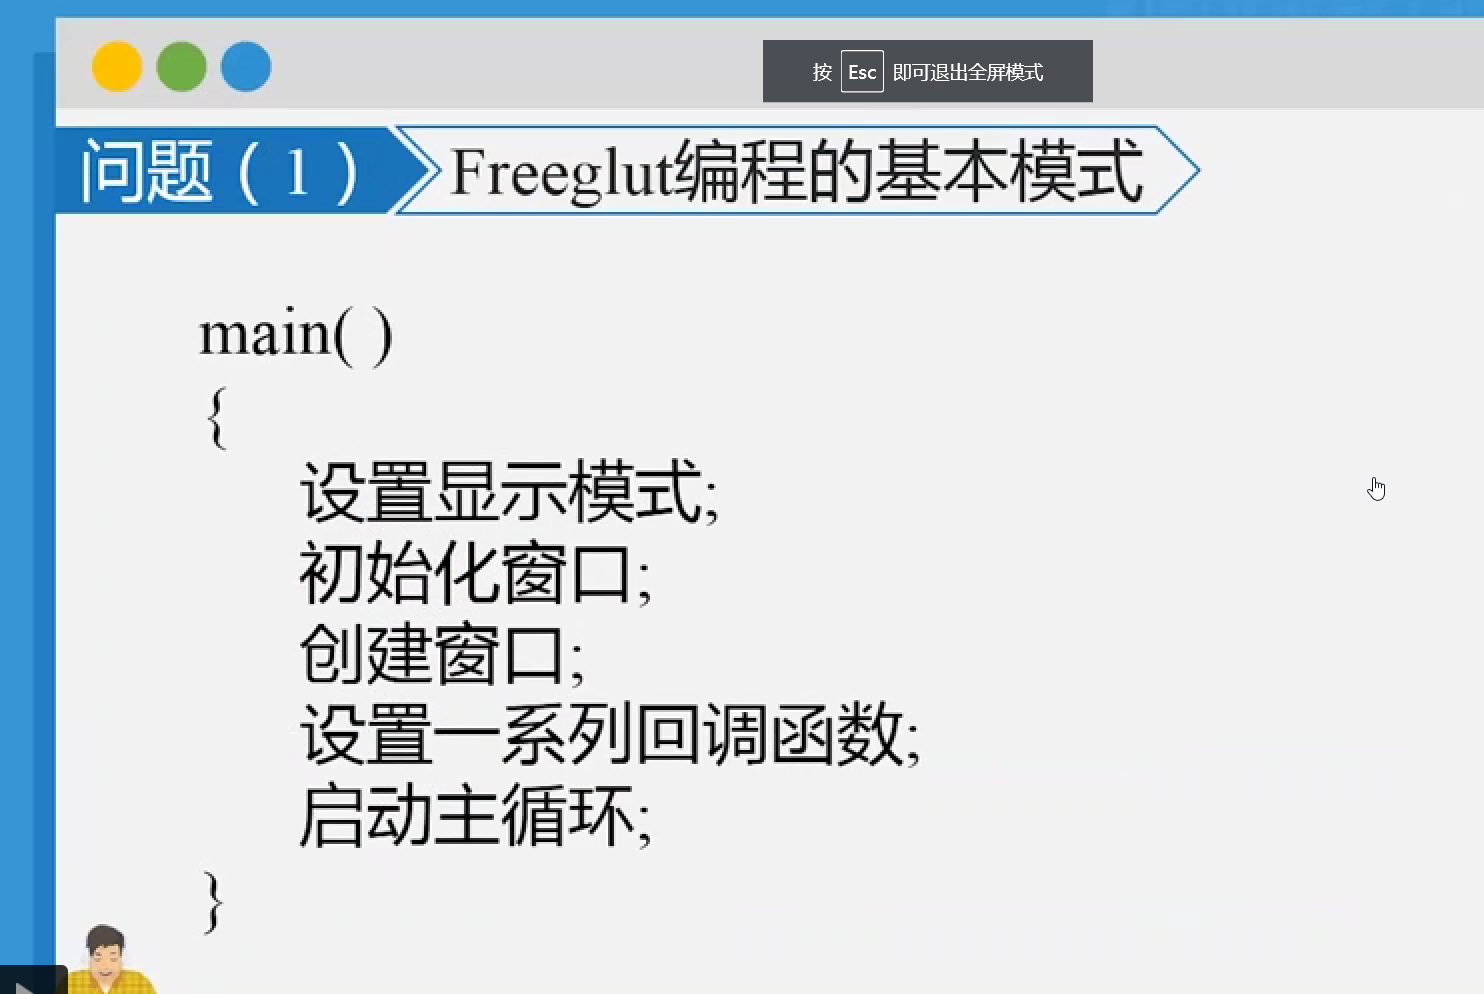 按 Esc 即可退出全屏模式
问题（1） Freeglut编程的基本模式
main( )
{
设置显示模式;
初始化窗口;
创建窗口;
设置一系列回调函数;
启动主循环;
}